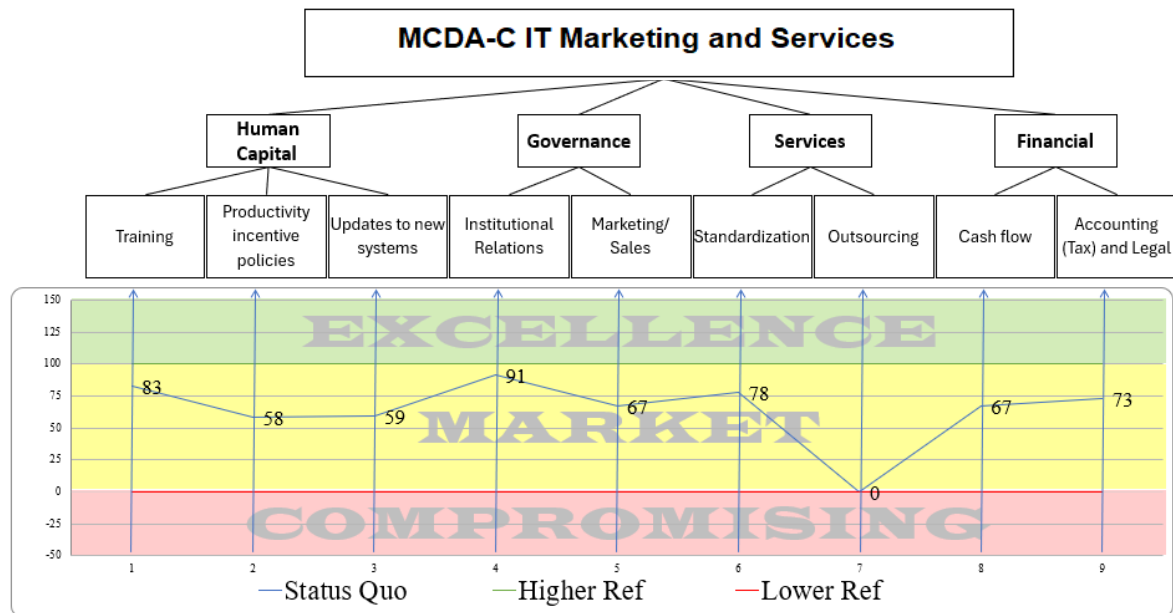 MCDA-C IT Marketing and Services
Human
Capital
Governance
Services
Financial
Training
Productivity
incentive
policies
Updates to new
systems
Institutional
Relations
Marketing/
Sales
Standardization
Outsourcing
Cash flow
Accounting
(Tax) and Legal
150
125
100
75
50
25
0
-25
-50
EXCELLENCE
MARKET
COMPROMISING
83
58
59
91
67
78
0
67
73
1 2 3 4 5 6 7 8 9
Status Quo Higher Ref Lower Ref